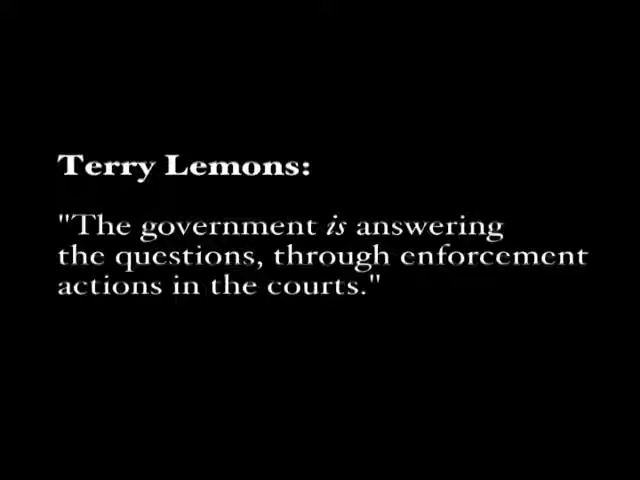 Terry Lemons:
"The government is answering
the questions, through enforcement
actions in the courts."